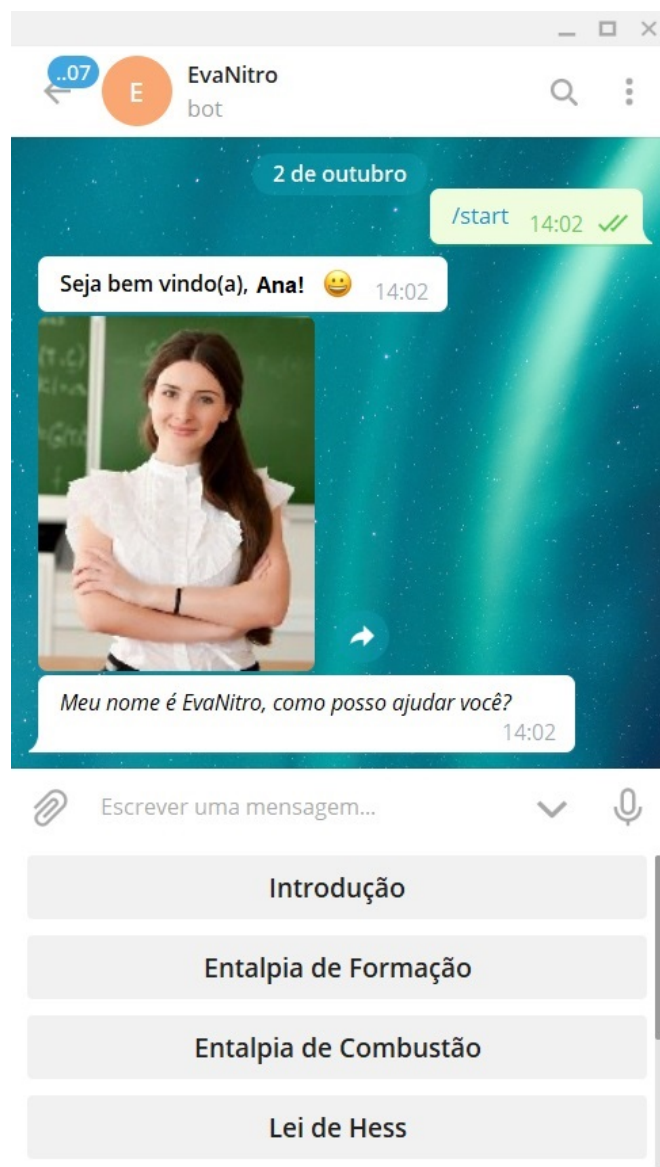 ..07
E
EvaNitro
bot
2 de outubro
/start 14:02
Seja bem vindo(a), Ana! 😀 14:02
Meu nome é EvaNitro, como posso ajudar você?
14:02
Escrever uma mensagem...
Introdução
Entalpia de Formação
Entalpia de Combustão
Lei de Hess